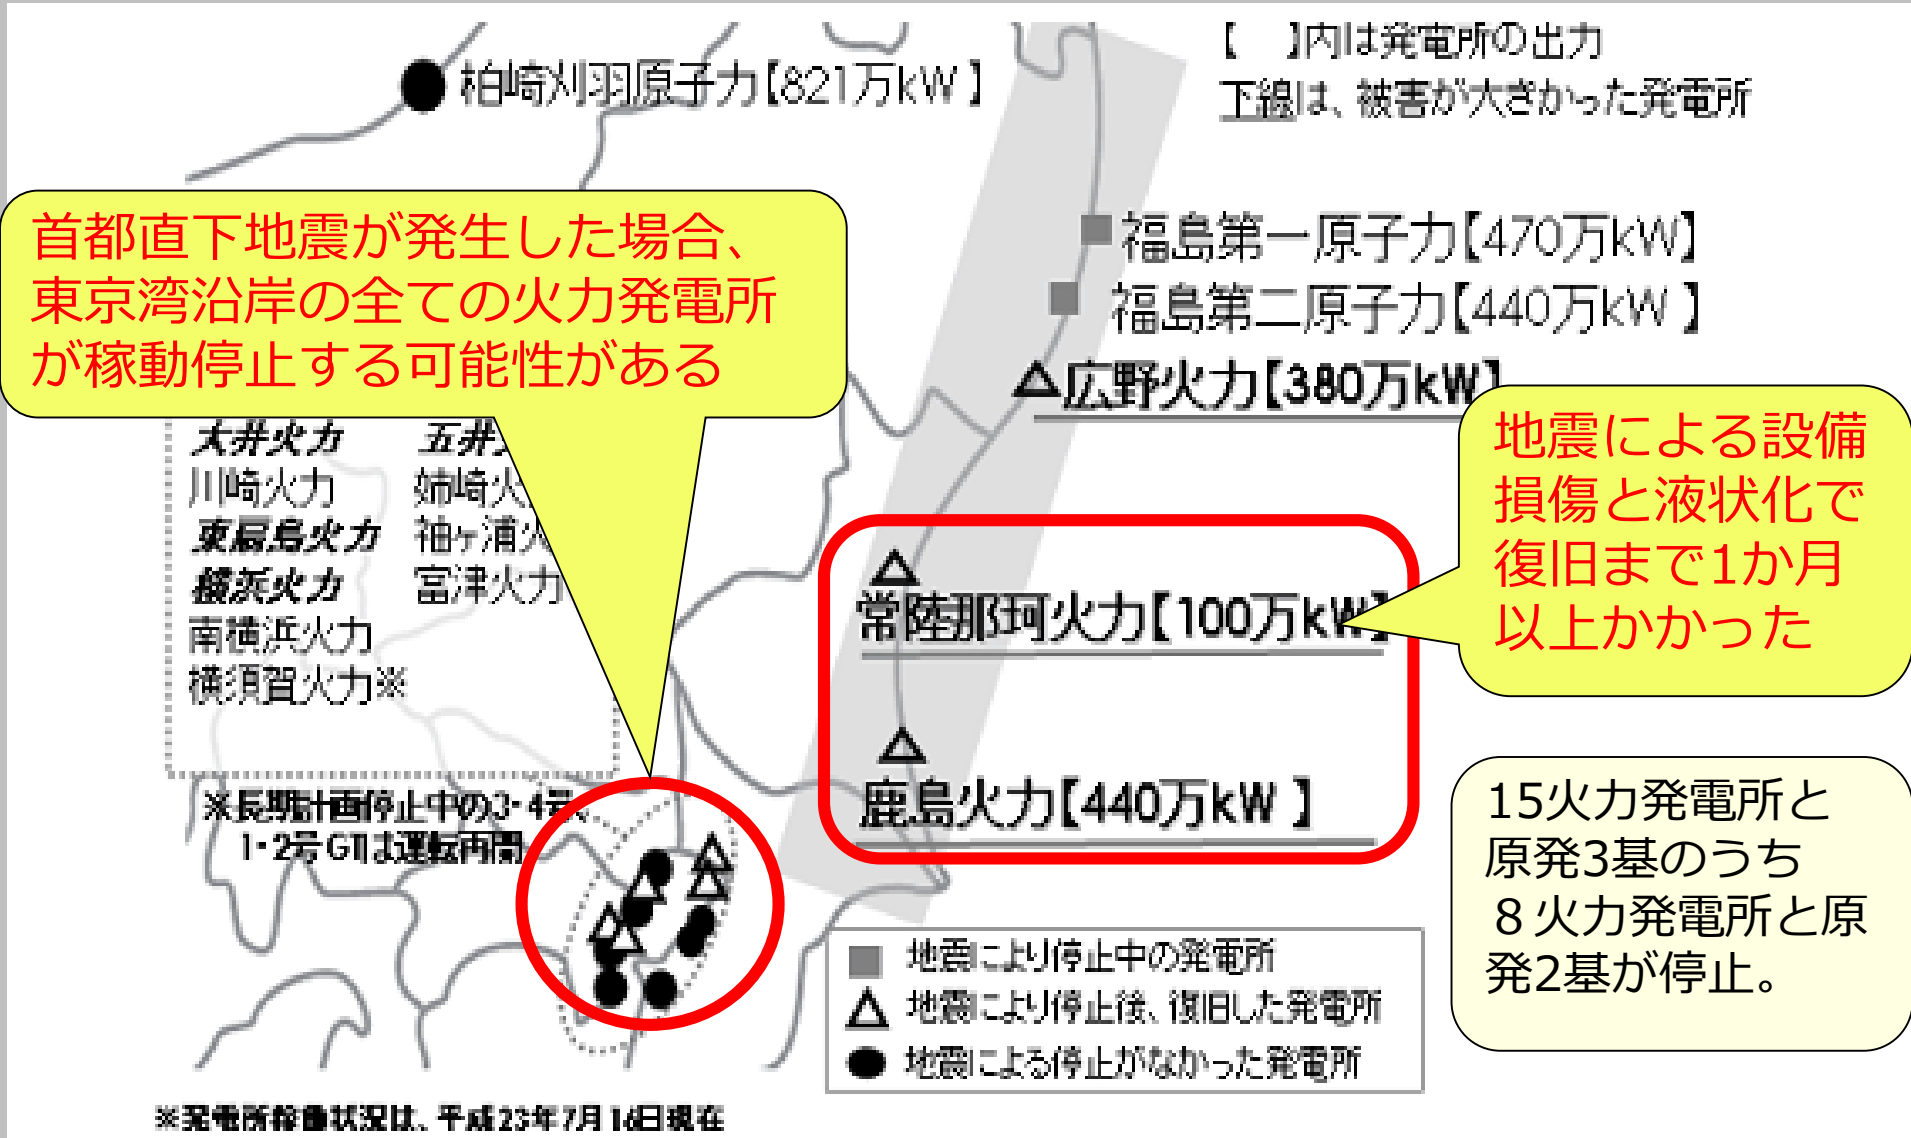 【　】内は発電所の出力
下線は、被害が大きかった発電所
柏崎刈羽原子力【821万kW】
首都直下地震が発生した場合、
東京湾沿岸の全ての火力発電所
が稼動停止する可能性がある
福島第一原子力【470万kW】
福島第二原子力【440万kW】
広野火力【380万kW】
地震による設備
損傷と液状化で
復旧まで1か月
以上かかった
大井火力　五井
川崎火力　姉崎火
東扇島火力　袖ヶ浦火
横浜火力　富津火力
南横浜火力
横須賀火力※
常陸那珂火力【100万kW】
鹿島火力【440万kW】
※長期計画停止中の3・4号、
1・2号GTは運転再開
15火力発電所と
原発3基のうち
８火力発電所と原
発2基が停止。
地震により停止中の発電所
地震により停止後、復旧した発電所
地震による停止がなかった発電所
※発電所稼働状況は、平成23年7月16日現在